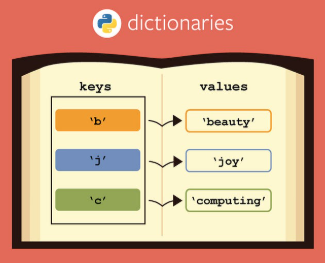 dictionaries
keys values
‘b’ ‘beauty’
‘j’ ‘joy’
‘c’ ‘computing’